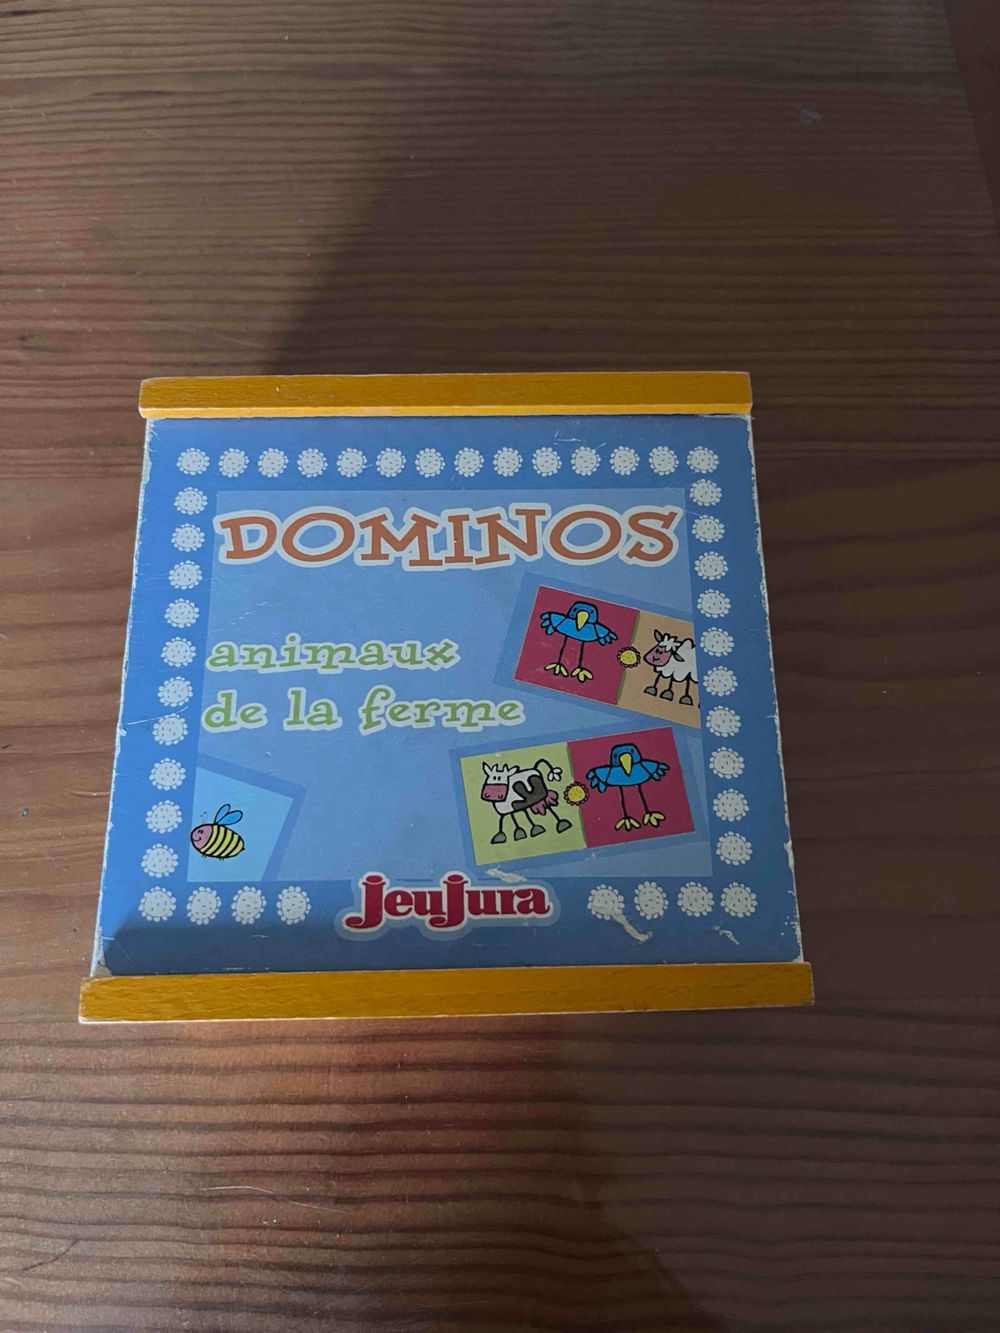 DOMINOS
animaux
de la ferme
jeujura